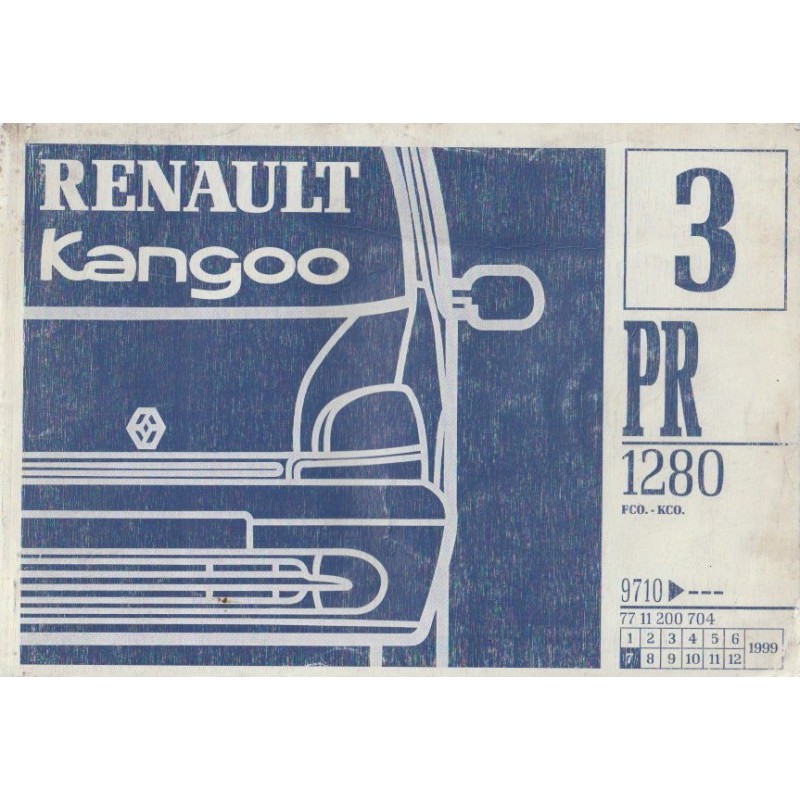 RENAULT
Kangoo
3
PR
1280
FCO. - KCO.
9710 ▶ ---
77 11 200 704
1 2 3 4 5 6
7 8 9 10 11 12
1999